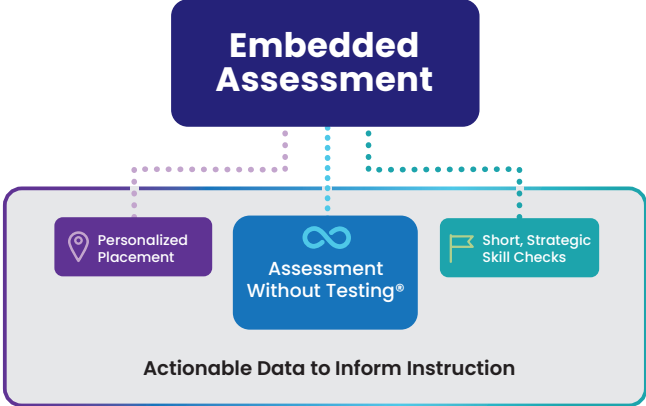 Embedded
Assessment
Personalized
Placement
Assessment
Without Testing®
Short, Strategic
Skill Checks
Actionable Data to Inform Instruction